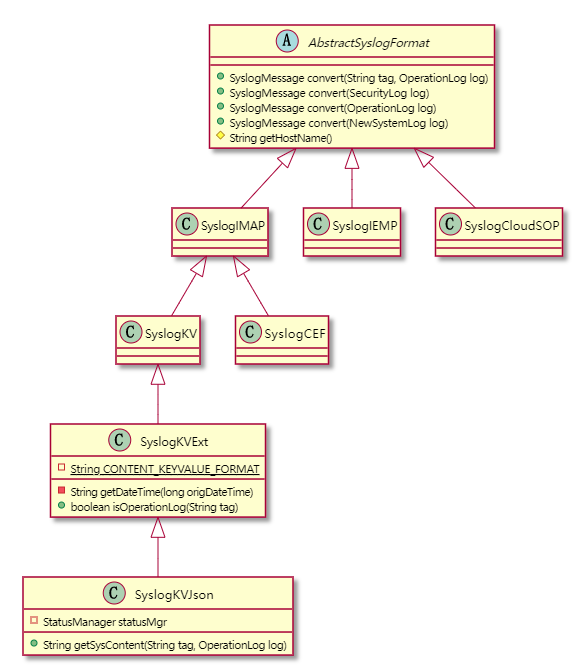 A AbstractSyslogFormat
SyslogMessage convert(String tag, OperationLog log)
SyslogMessage convert(SecurityLog log)
SyslogMessage convert(OperationLog log)
SyslogMessage convert(NewSystemLog log)
String getHostName()
C SyslogIMAP
C SyslogIEMP
C SyslogCloudSOP
C SyslogKV
C SyslogCEF
C SyslogKVExt
String CONTENT_KEYVALUE_FORMAT
String getDateTime(long origDateTime)
boolean isOperationLog(String tag)
C SyslogKVJson
StatusManager statusMgr
String getSysContent(String tag, OperationLog log)